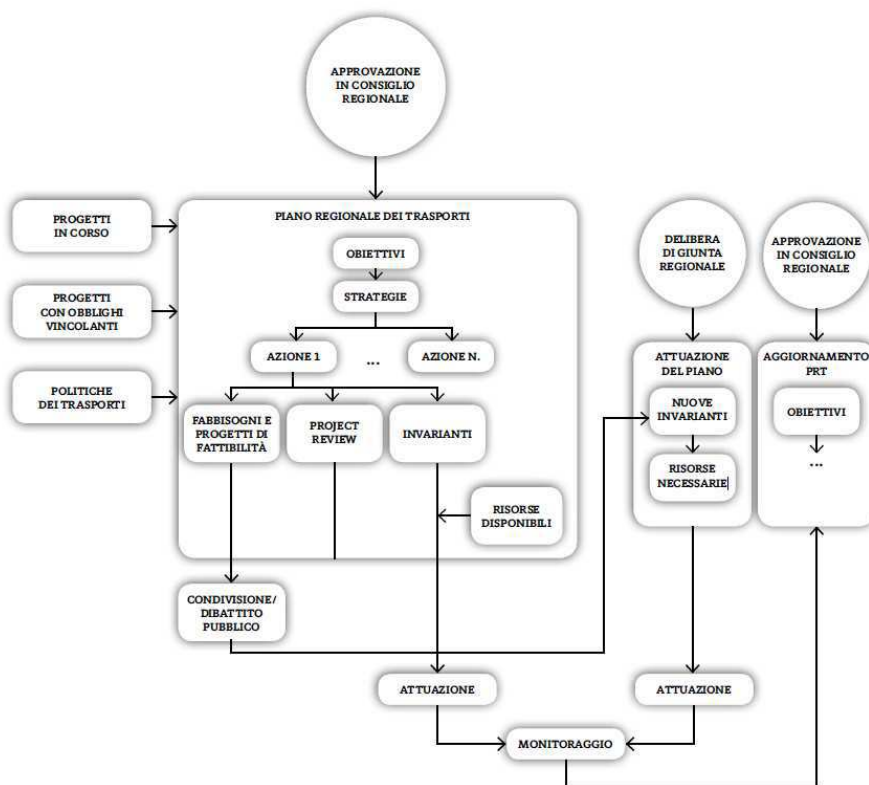 APPROVAZIONE
IN CONSIGLIO
REGIONALE
PROGETTI
IN CORSO
PROGETTI
CON OBBLIGHI
VINCOLANTI
POLITICHE
DEI TRASPORTI
PIANO REGIONALE DEI TRASPORTI
OBIETTIVI
STRATEGIE
AZIONE 1
...
AZIONE N.
FABBISOGNI E
PROGETTI DI
FATTIBILITÀ
PROJECT
REVIEW
INVARIANTI
RISORSE
DISPONIBILI
CONDIVISIONE/
DIBATTITO
PUBBLICO
ATTUAZIONE
DELIBERA
DI GIUNTA
REGIONALE
ATTUAZIONE
DEL PIANO
NUOVE
INVARIANTI
RISORSE
NECESSARIE
ATTUAZIONE
MONITORAGGIO
APPROVAZIONE
IN CONSIGLIO
REGIONALE
AGGIORNAMENTO
PRT
OBIETTIVI
...